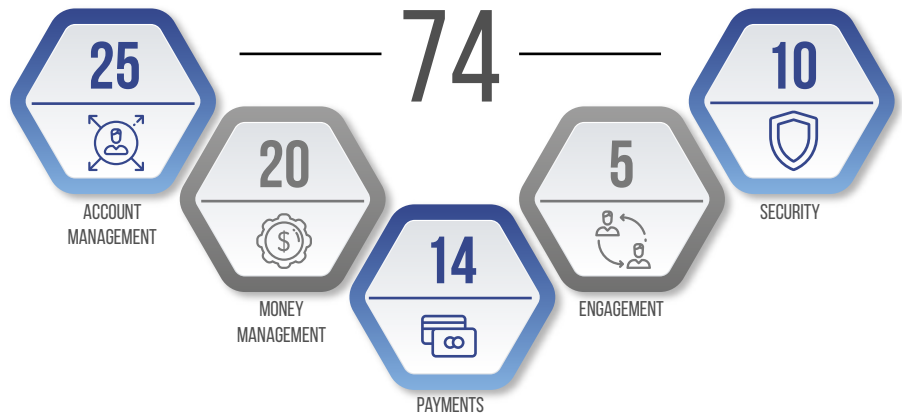 74
25
ACCOUNT
MANAGEMENT
20
$
MONEY
MANAGEMENT
14
PAYMENTS
5
ENGAGEMENT
10
SECURITY